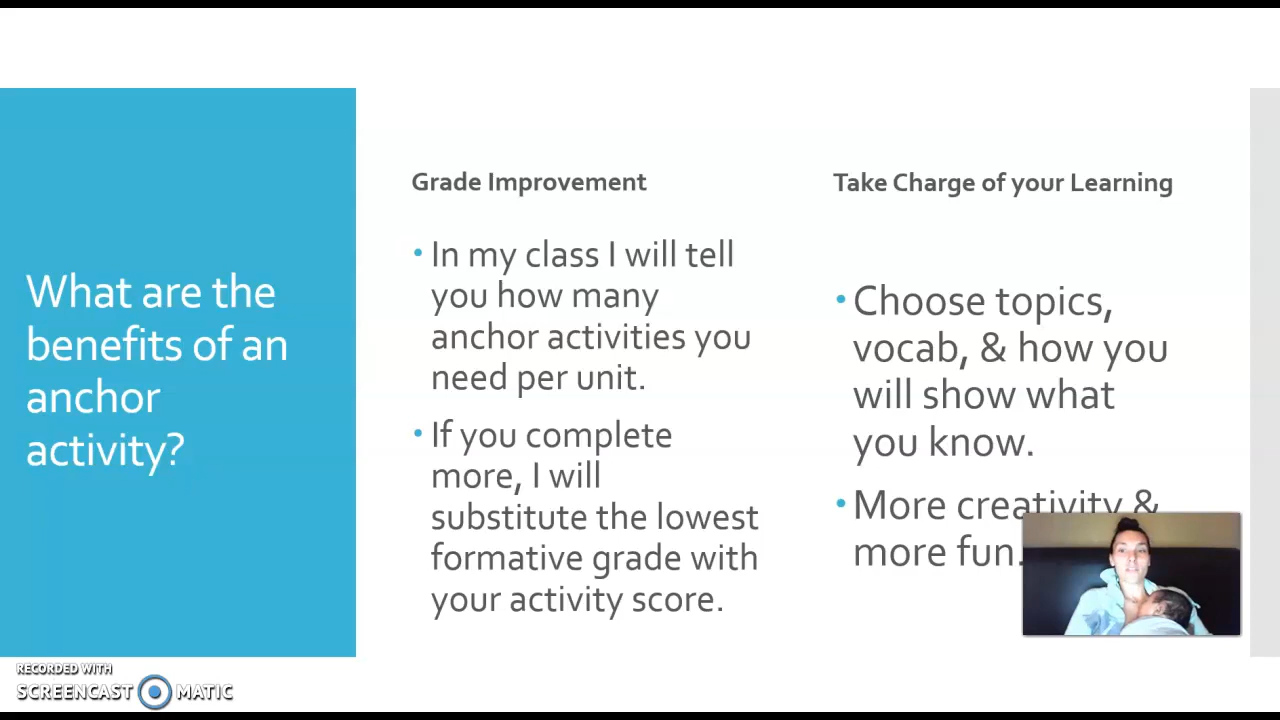 What are the
benefits of an
anchor
activity?
Grade Improvement
• In my class I will tell
you how many
anchor activities you
need per unit.
• If you complete
more, I will
substitute the lowest
formative grade with
your activity score.
Take Charge of your Learning
• Choose topics,
vocab, & how you
will show what
you know.
• More creativity &
more fun.
RECORDED WITH
SCREENCAST MATIC